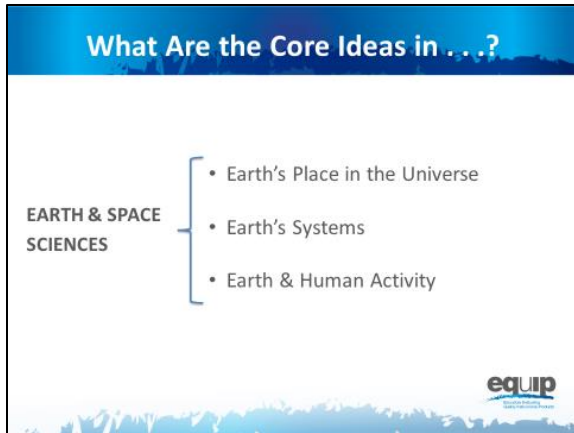 What Are the Core Ideas in . . .?
EARTH & SPACE
SCIENCES
• Earth's Place in the Universe
• Earth's Systems
• Earth & Human Activity
equip